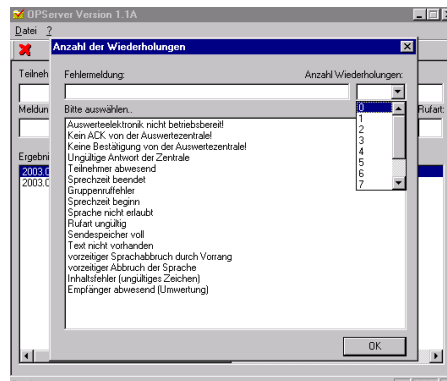 OPServer Version 1.1A
Datei ?
Anzahl der Wiederholungen
Teilneh
Fehlermeldung:
Anzahl Wiederholungen:
Meldun
Bitte auswählen..
Rufart:
0
1
2
3
4
5
6
7
Auswerteelektronik nicht betriebsbereit!
Kein ACK von der Auswertezentrale!
Keine Bestätigung von der Auswertezentrale!
Ungültige Antwort der Zentrale
Teilnehmer abwesend
Sprechzeit beendet
Gruppenruffehler
Sprechzeit beginn
Sprache nicht erlaubt
Rufart ungültig
Sendespeicher voll
Text nicht vorhanden
vorzeitiger Sprachabbruch durch Vorrang
vorzeitiger Abbruch der Sprache
Inhaltsfehler (ungültiges Zeichen)
Empfänger abwesend (Umwertung)
Ergebni
2003.0
2003.0
OK